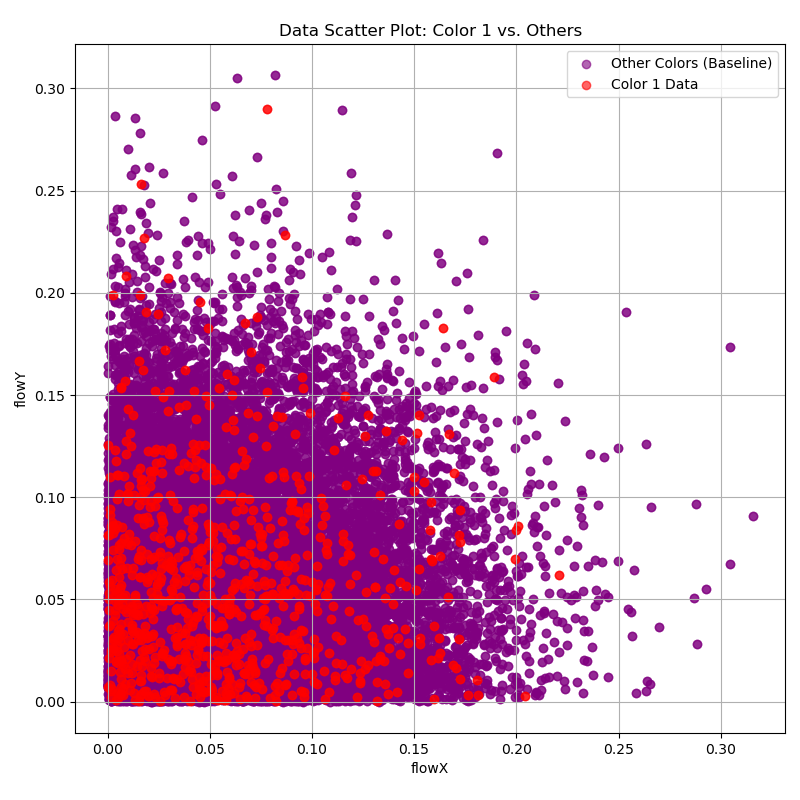 Data Scatter Plot: Color 1 vs. Others
Other Colors (Baseline)
Color 1 Data
flowY
0.30
0.25
0.20
0.15
0.10
0.05
0.00
0.00 0.05 0.10 0.15 0.20 0.25 0.30
flowX